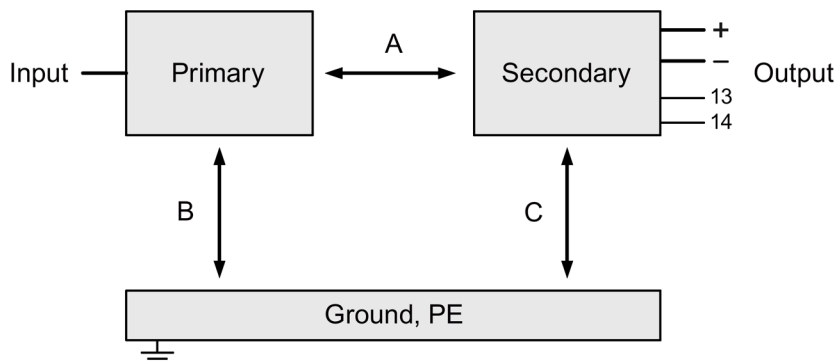 A
+
Input
Primary
Secondary
–
Output
13
14
B
C
Ground, PE